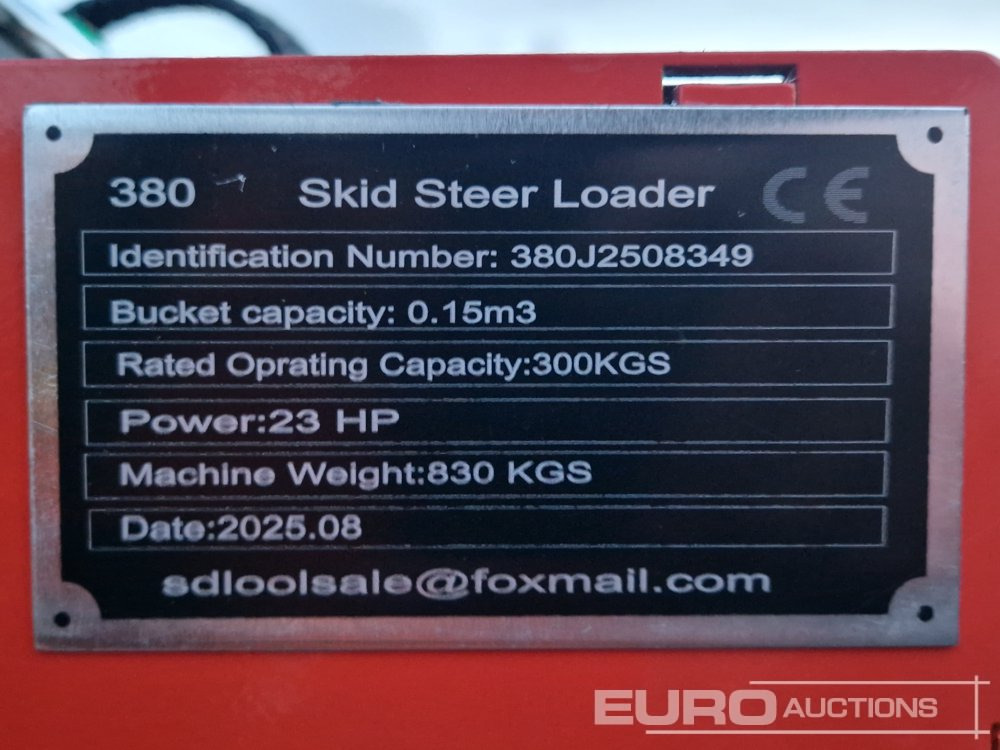 380 Skid Steer Loader CE
Identification Number: 380J2508349
Bucket capacity: 0.15m3
Rated Oprating Capacity:300KGS
Power:23 HP
Machine Weight:830 KGS
Date:2025.08
sdloolsale@foxmail.com
EURO AUCTIONS